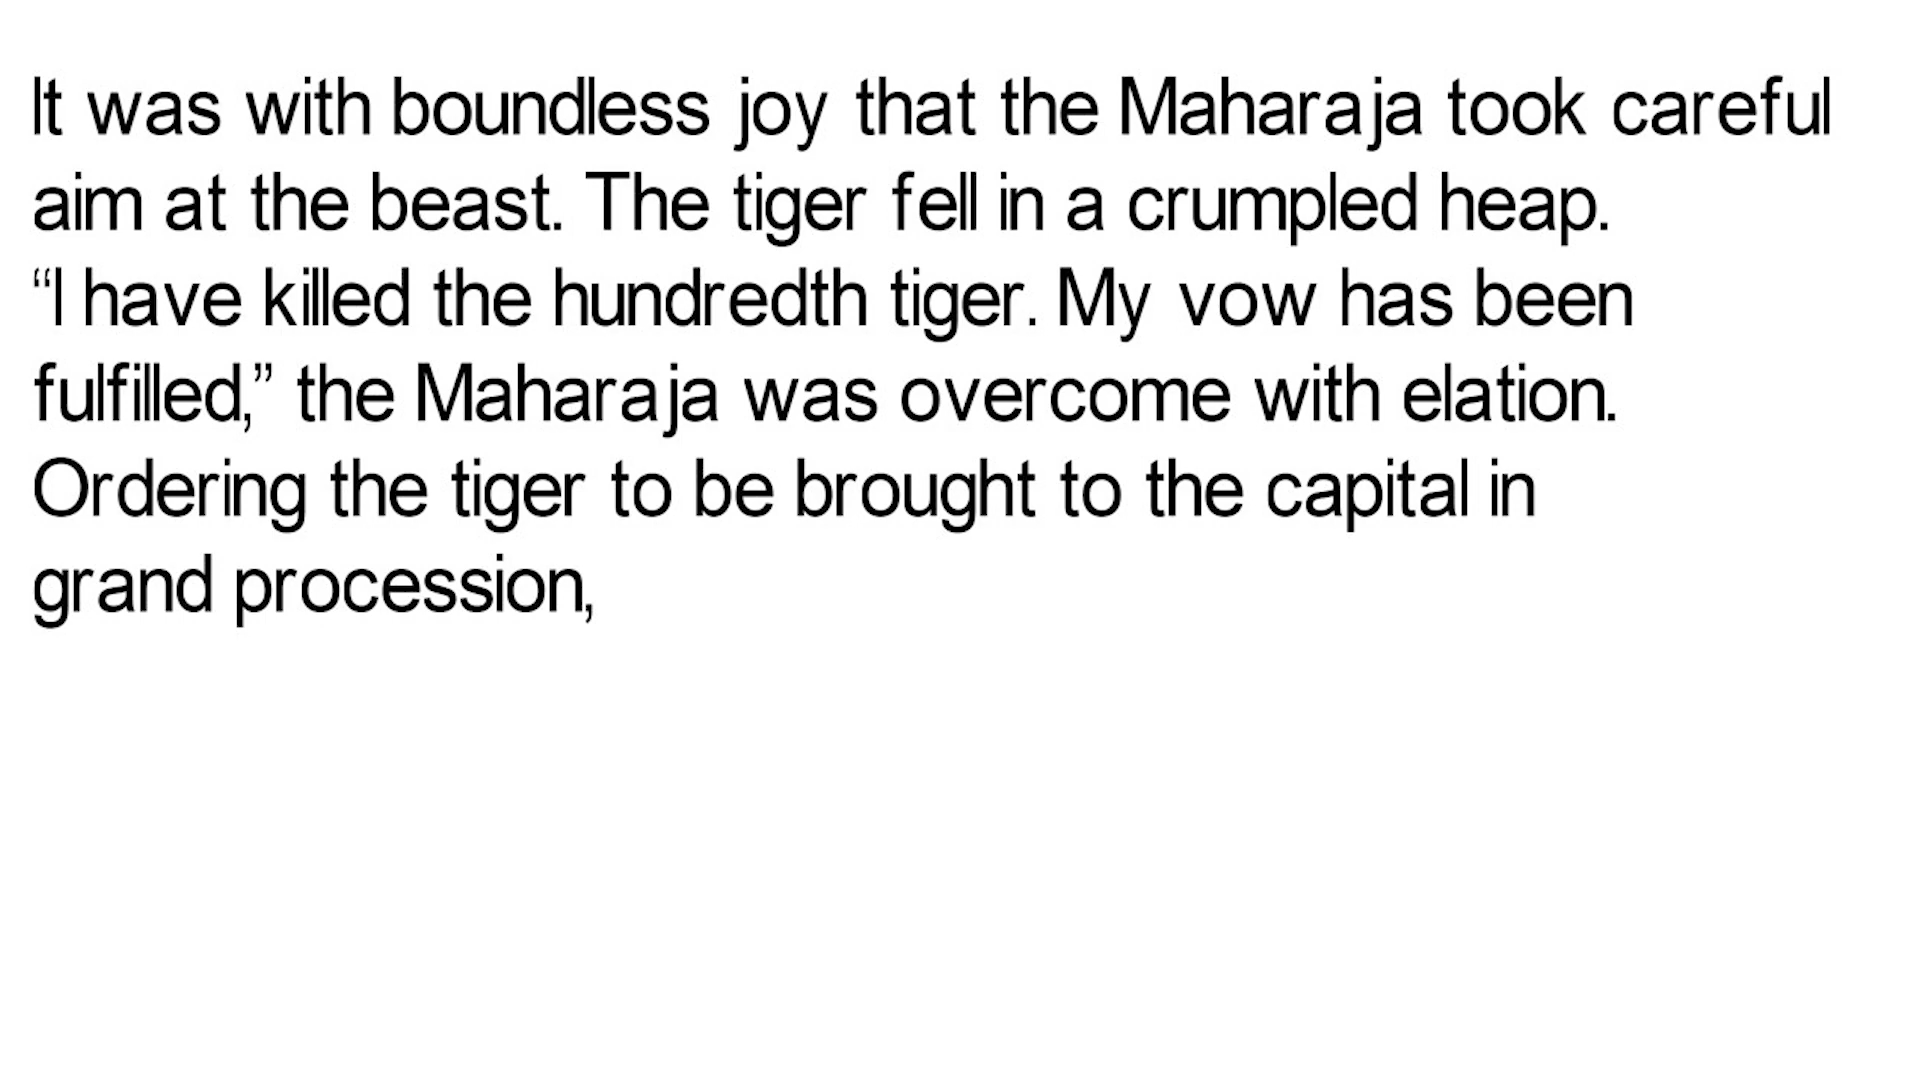 It was with boundless joy that the Maharaja took careful
aim at the beast. The tiger fell in a crumpled heap.
“I have killed the hundredth tiger. My vow has been
fulfilled,” the Maharaja was overcome with elation.
Ordering the tiger to be brought to the capital in
grand procession,